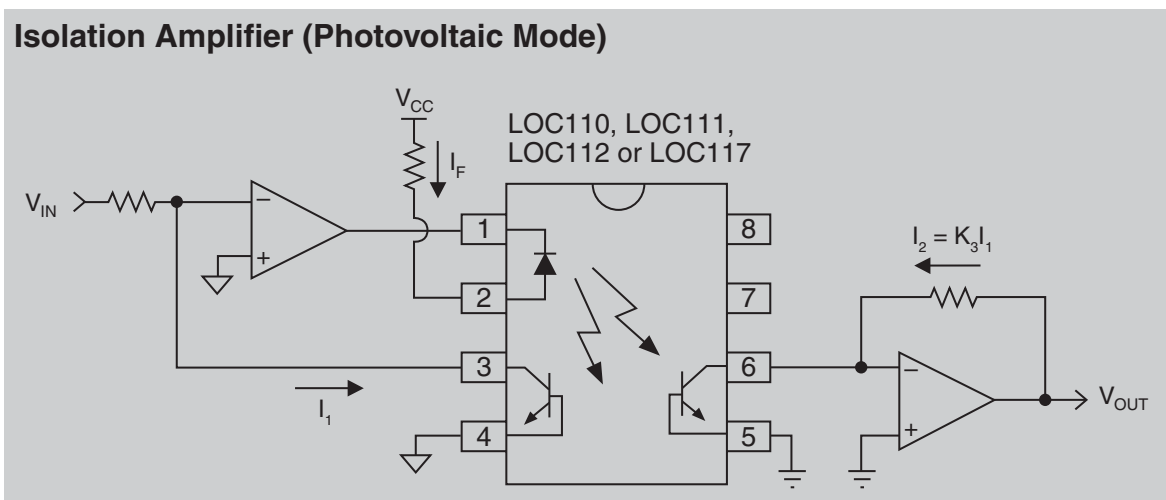 Isolation Amplifier (Photovoltaic Mode)
VCC
LOC110, LOC111,
LOC112 or LOC117
IF
VIN
−
+
1
2
3
4
8
7
6
5
I1
I2 = K3I1
−
+
VOUT